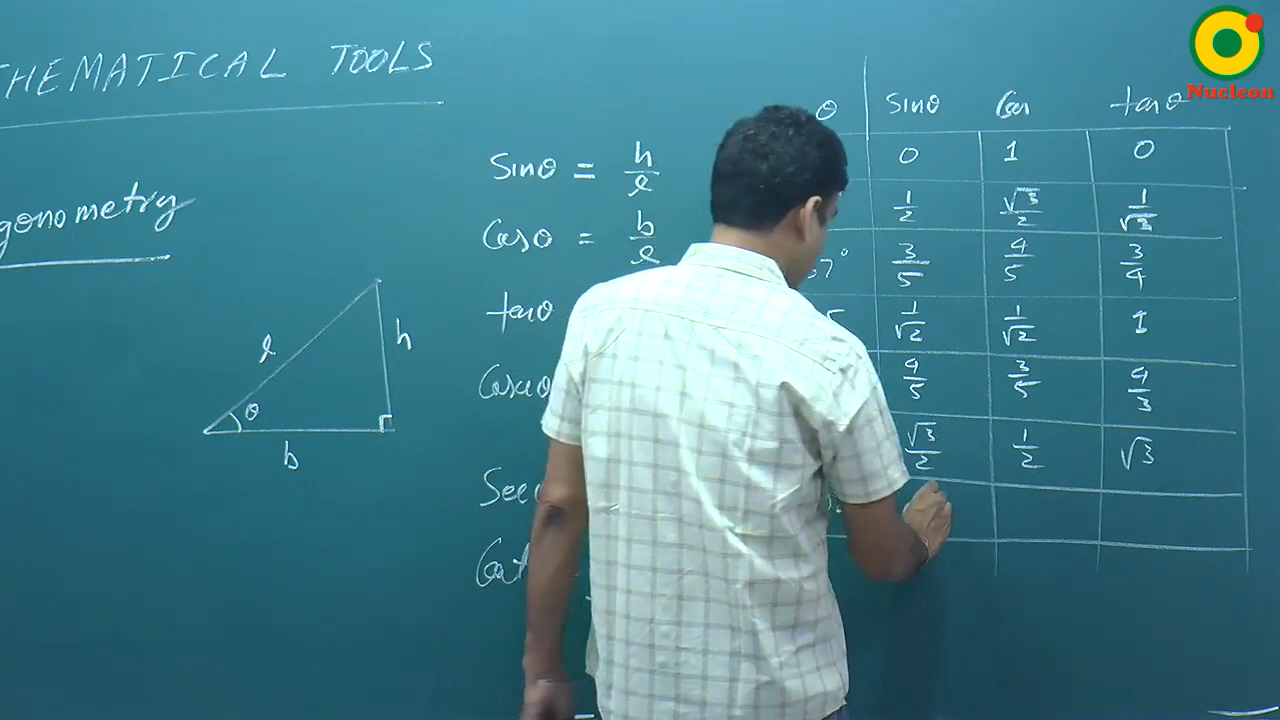 THEMATICAL TOOLS
gonometry
l
h
θ
b
Sinθ = h/l
Cosθ = b/l
tanθ
Cosecθ
Sec
Cot
θ Sinθ Cos tanθ
0 1 0
1/2 √3/2 1/√3
37° 3/5 4/5 3/4
1/√2 1/√2 1
4/5 3/5 4/3
√3/2 1/2 √3
Nucleon